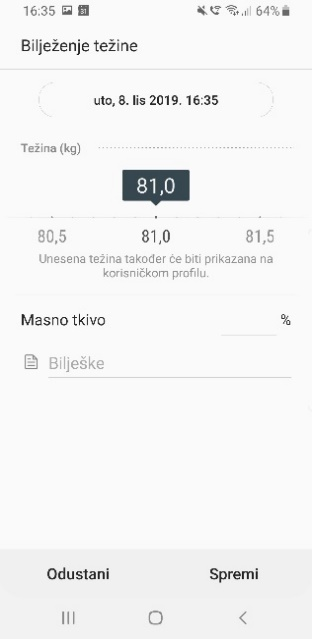 16:35 31 64%
Bilježenje težine
uto, 8. lis 2019. 16:35
Težina (kg)
81,0
80,5 81,0 81,5
Unesena težina također će biti prikazana na
korisničkom profilu.
Masno tkivo %
Bilješke
Odustani Spremi